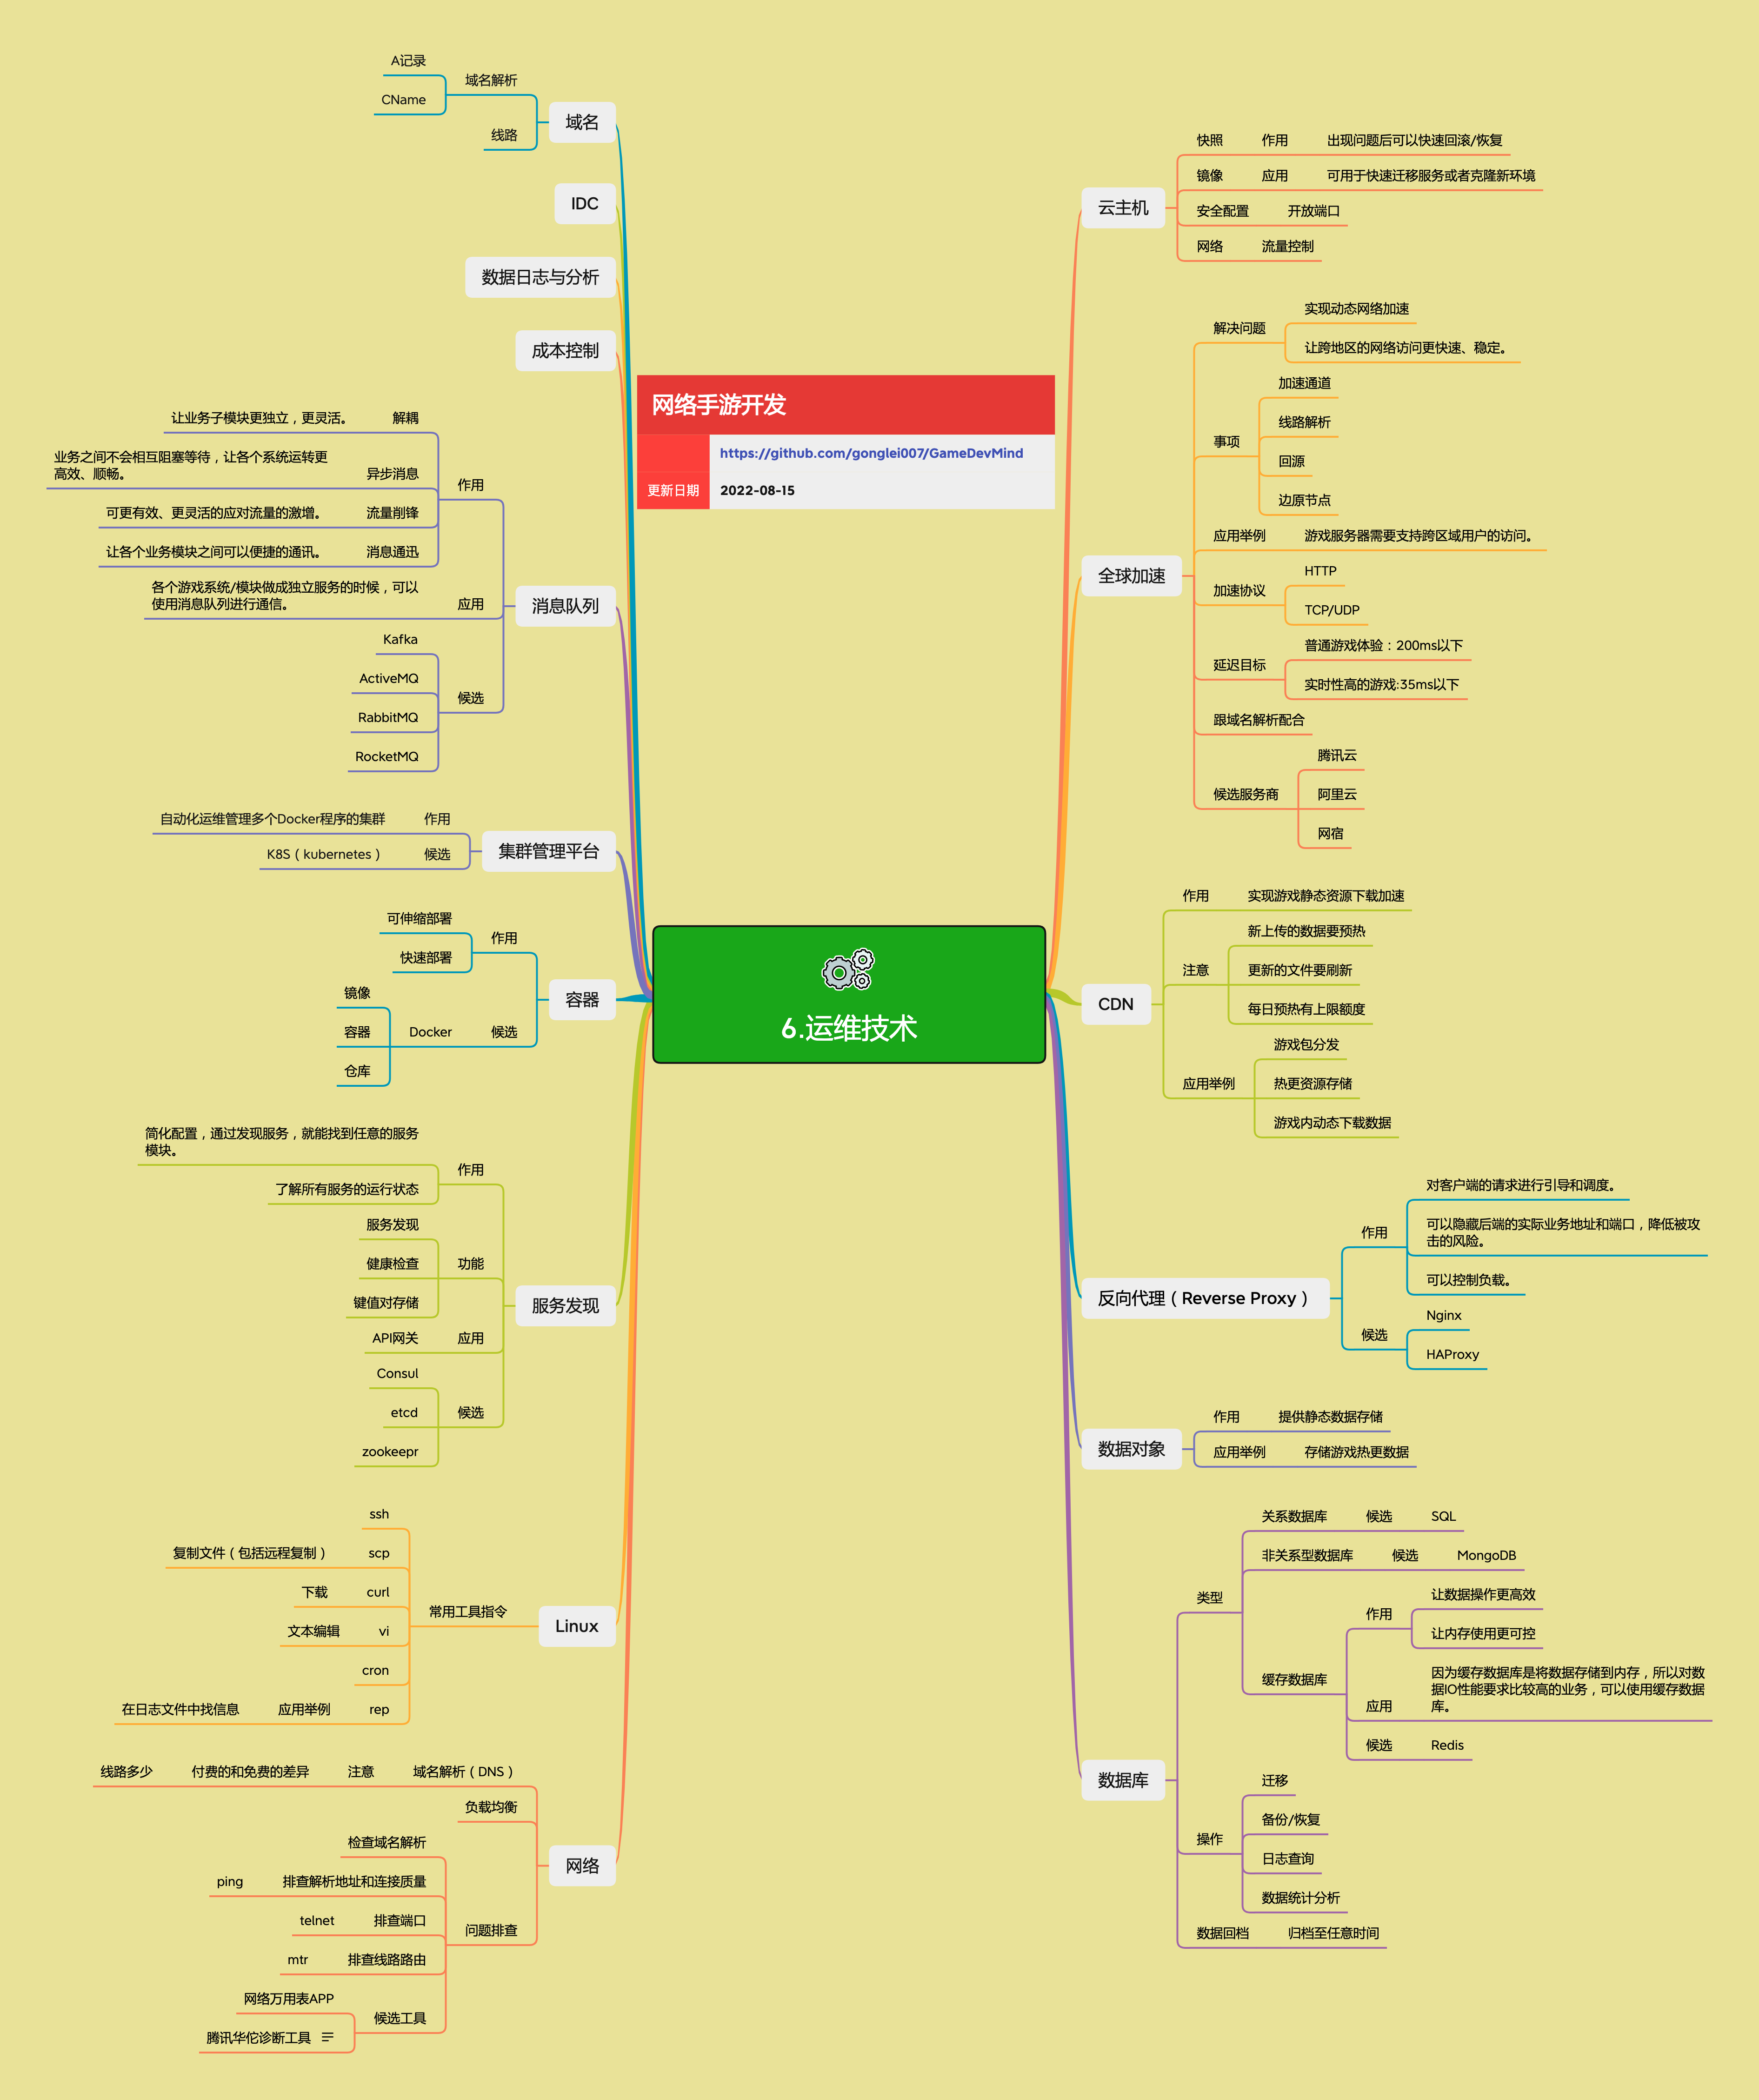 网络手游开发
https://github.com/gonglei007/GameDevMind
更新日期
2022-08-15
6.运维技术
云主机
快照
作用
出现问题后可以快速回滚/恢复
镜像
应用
可用于快速迁移服务或者克隆新环境
安全配置
开放端口
网络
流量控制
全球加速
解决问题
实现动态网络加速
让跨地区的网络访问更快速、稳定。
事项
加速通道
线路解析
回源
边原节点
应用举例
游戏服务器需要支持跨区域用户的访问。
加速协议
HTTP
TCP/UDP
延迟目标
普通游戏体验：200ms以下
实时性高的游戏:35ms以下
跟域名解析配合
候选服务商
腾讯云
阿里云
网宿
CDN
作用
实现游戏静态资源下载加速
注意
新上传的数据要预热
更新的文件要刷新
每日预热有上限额度
应用举例
游戏包分发
热更资源存储
游戏内动态下载数据
反向代理（Reverse Proxy）
作用
对客户端的请求进行引导和调度。
可以隐藏后端的实际业务地址和端口，降低被攻
击的风险。
可以控制负载。
候选
Nginx
HAProxy
数据对象
作用
提供静态数据存储
应用举例
存储游戏热更数据
数据库
类型
关系数据库
候选
SQL
非关系型数据库
候选
MongoDB
缓存数据库
作用
让数据操作更高效
让内存使用更可控
应用
因为缓存数据库是将数据存储到内存，所以对数
据IO性能要求比较高的业务，可以使用缓存数据
库。
候选
Redis
操作
迁移
备份/恢复
日志查询
数据统计分析
数据回档
归档至任意时间
域名
域名解析
A记录
CName
线路
IDC
数据日志与分析
成本控制
消息队列
作用
解耦
让业务子模块更独立，更灵活。
异步消息
业务之间不会相互阻塞等待，让各个系统运转更
高效、顺畅。
流量削锋
可更有效、更灵活的应对流量的激增。
消息通迅
让各个业务模块之间可以便捷的通讯。
应用
各个游戏系统/模块做成独立服务的时候，可以
使用消息队列进行通信。
候选
Kafka
ActiveMQ
RabbitMQ
RocketMQ
集群管理平台
作用
自动化运维管理多个Docker程序的集群
候选
K8S（kubernetes）
容器
作用
可伸缩部署
快速部署
候选
Docker
镜像
容器
仓库
服务发现
作用
简化配置，通过发现服务，就能找到任意的服务
模块。
了解所有服务的运行状态
功能
服务发现
健康检查
键值对存储
应用
API网关
候选
Consul
etcd
zookeepr
Linux
常用工具指令
ssh
scp
复制文件（包括远程复制）
curl
下载
vi
文本编辑
cron
rep
应用举例
在日志文件中找信息
网络
域名解析（DNS）
注意
付费的和免费的差异
线路多少
负载均衡
问题排查
检查域名解析
排查解析地址和连接质量
ping
排查端口
telnet
排查线路路由
mtr
候选工具
网络万用表APP
腾讯华佗诊断工具